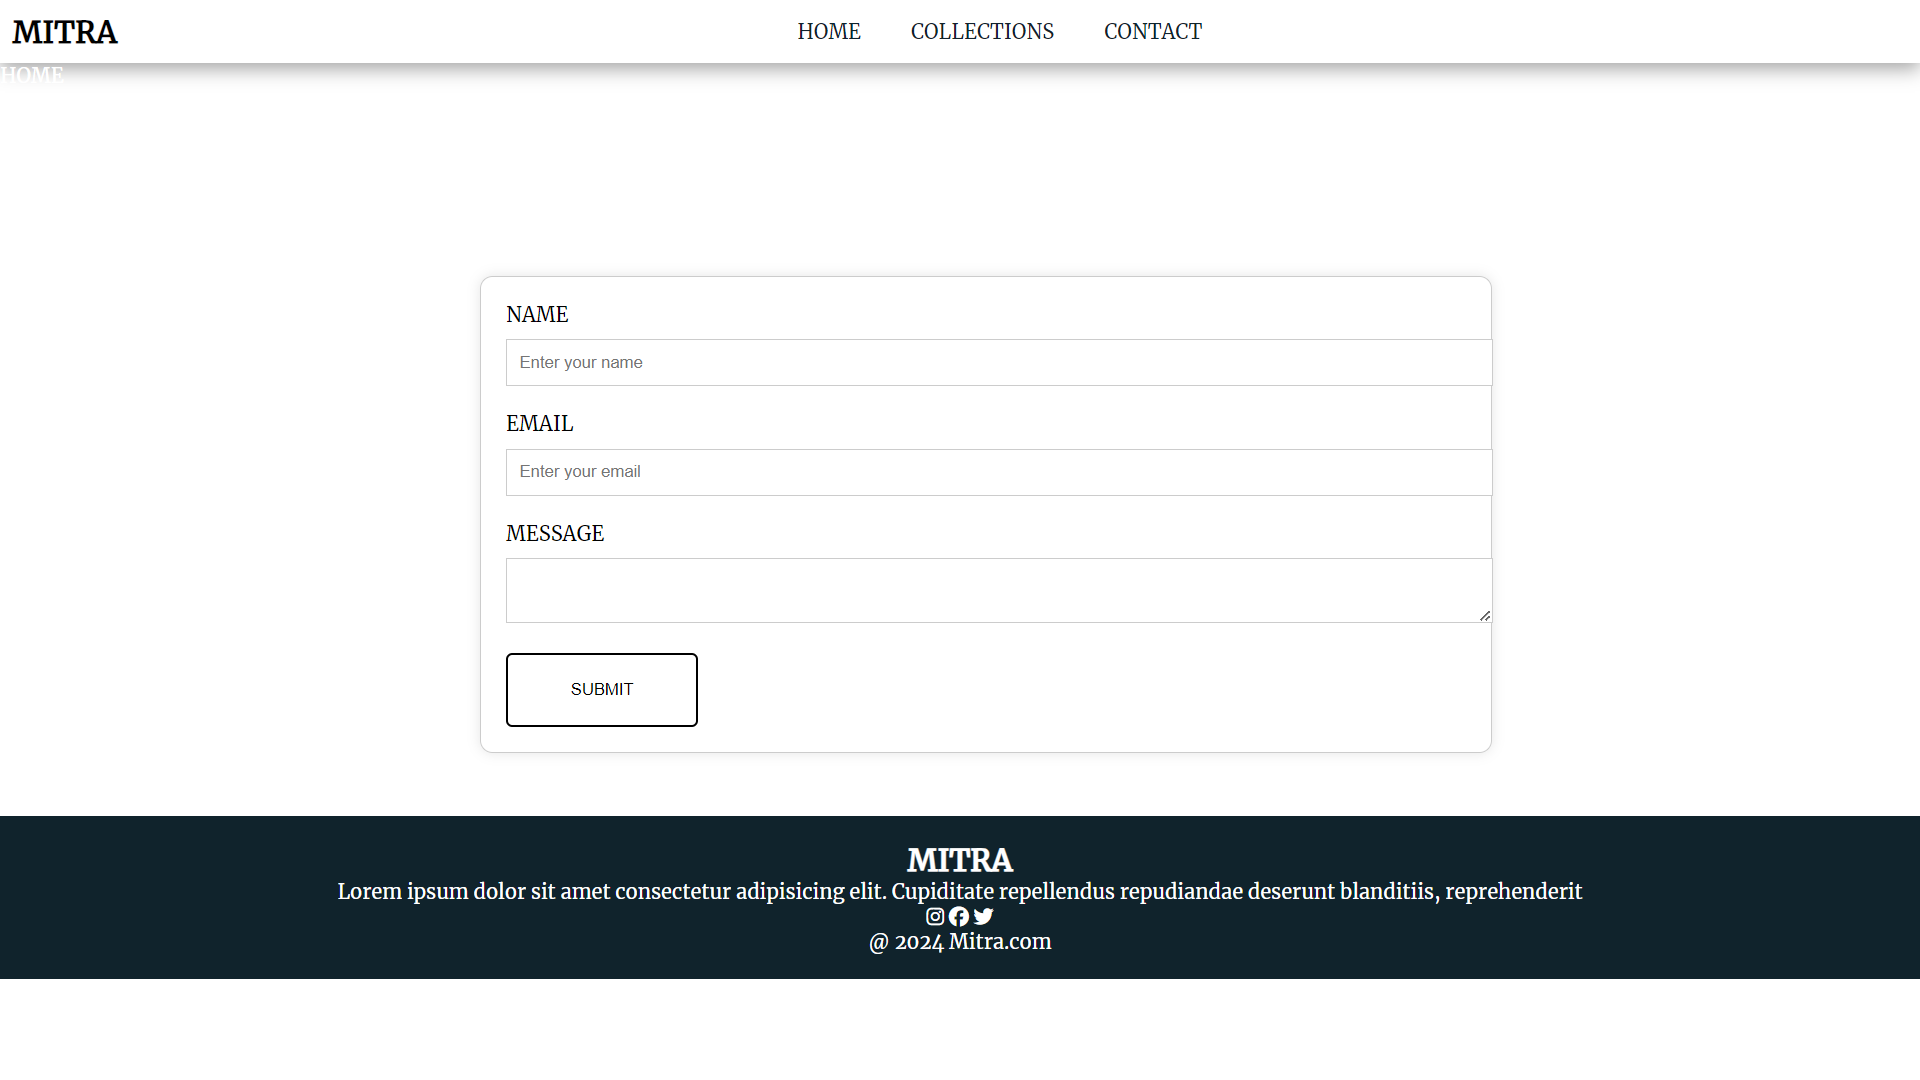 MITRA
HOME COLLECTIONS CONTACT
HOME
NAME
Enter your name
EMAIL
Enter your email
MESSAGE
SUBMIT
MITRA
Lorem ipsum dolor sit amet consectetur adipisicing elit. Cupiditate repellendus repudiandae deserunt blanditiis, reprehenderit
@ 2024 Mitra.com